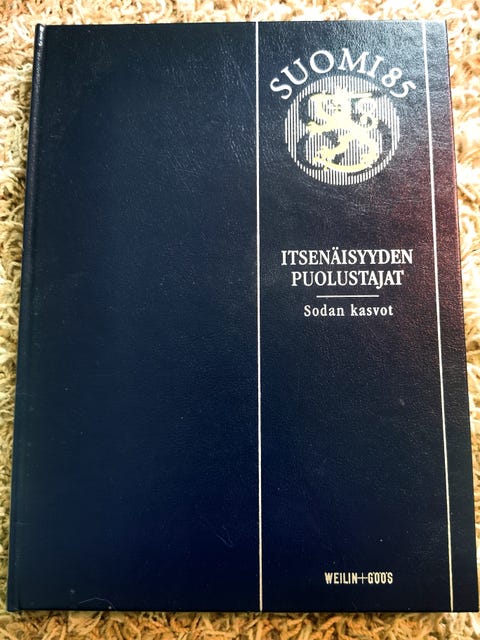 SUOMI 85
ITSENÄISYYDEN
PUOLUSTAJAT
Sodan kasvot
WEILIN+GÖÖS